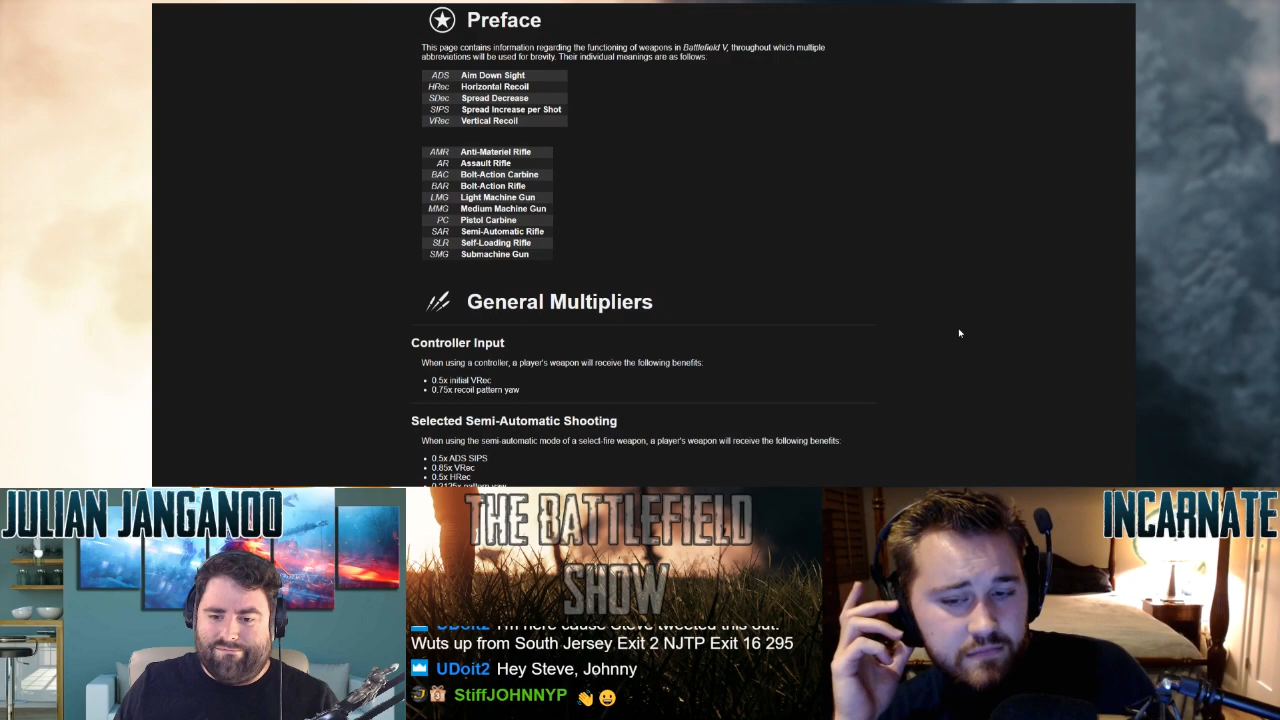 Preface
This page contains information regarding the functioning of weapons in Battlefield V, throughout which multiple
abbreviations will be used for brevity. Their individual meanings are as follows:
ADS Aim Down Sight
HRec Horizontal Recoil
SDec Spread Decrease
SIPS Spread Increase per Shot
VRec Vertical Recoil
AMR Anti-Materiel Rifle
AR Assault Rifle
BAC Bolt-Action Carbine
BAR Bolt-Action Rifle
LMG Light Machine Gun
MMG Medium Machine Gun
PC Pistol Carbine
SAR Semi-Automatic Rifle
SLR Self-Loading Rifle
SMG Submachine Gun
General Multipliers
Controller Input
When using a controller, a player's weapon will receive the following benefits:
• 0.5x initial VRec
• 0.75x recoil pattern yaw
Selected Semi-Automatic Shooting
When using the semi-automatic mode of a select-fire weapon, a player's weapon will receive the following benefits:
• 0.5x ADS SIPS
• 0.85x VRec
• 0.5x HRec
JULIAN JANGANOO
THE BATTLEFIELD
SHOW
INCARNATE
UDoit2 I'm here cause Steve tweeted this out.
Wuts up from South Jersey Exit 2 NJTP Exit 16 295
UDoit2 Hey Steve, Johnny
StiffJOHNNYP 👋 😀